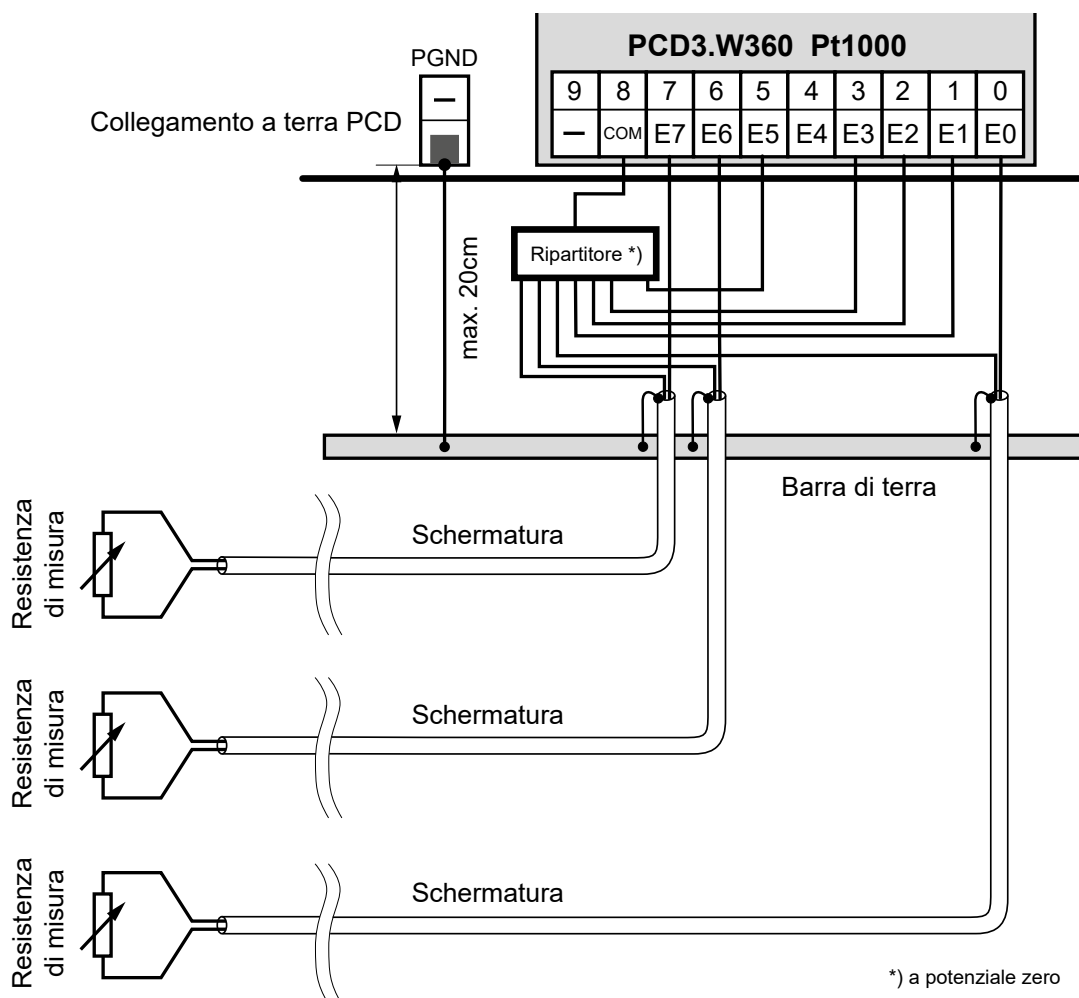 PCD3.W360 Pt1000
PGND
9 8 7 6 5 4 3 2 1 0
– COM E7 E6 E5 E4 E3 E2 E1 E0
–
Collegamento a terra PCD
max. 20cm
Ripartitore *)
Barra di terra
Resistenza
di misura
Schermatura
Resistenza
di misura
Schermatura
Resistenza
di misura
Schermatura
*) a potenziale zero